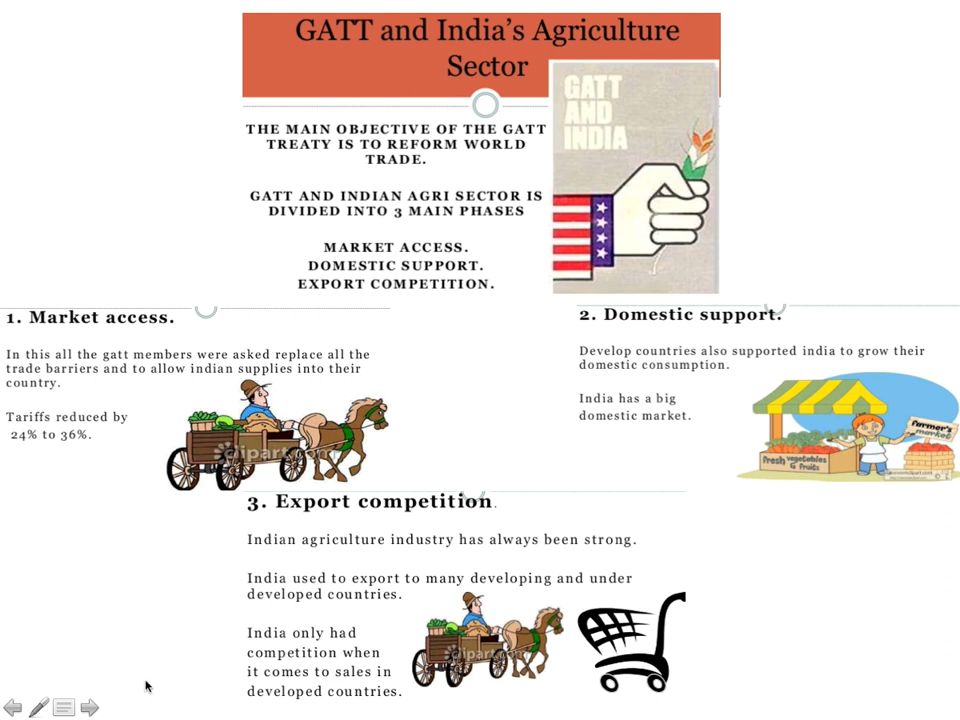 GATT and India's Agriculture
Sector
THE MAIN OBJECTIVE OF THE GATT
TREATY IS TO REFORM WORLD
TRADE.
GATT AND INDIAN AGRI SECTOR IS
DIVIDED INTO 3 MAIN PHASES
MARKET ACCESS.
DOMESTIC SUPPORT.
EXPORT COMPETITION.
GATT
AND
INDIA
1. Market access.
In this all the gatt members were asked replace all the
trade barriers and to allow indian supplies into their
country.
Tariffs reduced by
24% to 36%.
clipart.com
2. Domestic support.
Develop countries also supported india to grow their
domestic consumption.
India has a big
domestic market.
farmer's
market
fresh vegetables
& fruits
3. Export competition.
Indian agriculture industry has always been strong.
India used to export to many developing and under
developed countries.
India only had
competition when
it comes to sales in
developed countries.
clipart.com